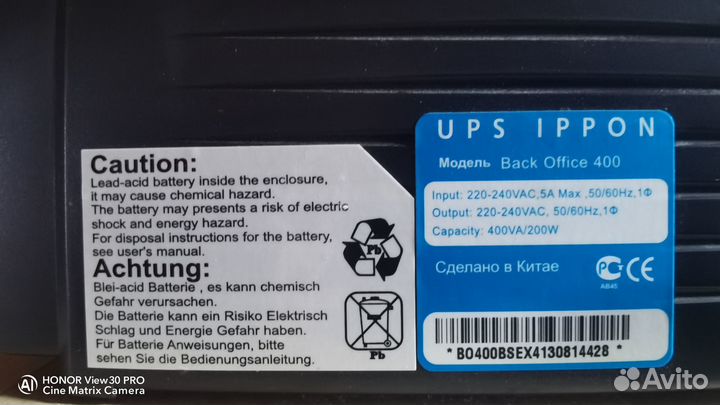 Caution:
Lead-acid battery inside the enclosure,
it may cause chemical hazard.
The battery may presents a risk of electric
shock and energy hazard.
For disposal instructions for the battery,
see user's manual.
Pb
Achtung:
Blei-acid Batterie , es kann chemisch
Gefahr verursachen.
Die Batterie kann ein Risiko Elektrisch
Schlag und Energie Gefahr haben.
Für Batterie Anweisungen, bitte
sehen Sie die Bedienungsanleitung.
Pb
UPS IPPON
Модель Back Office 400
Input: 220-240VAC,5A Max ,50/60Hz,1Ф
Output: 220-240VAC, 50/60Hz,1Ф
Capacity: 400VA/200W
Сделано в Китае
РСТ CE
АВ45
* BO400BSEX4130814428 *
AI HONOR View30 PRO
Cine Matrix Camera
Avito